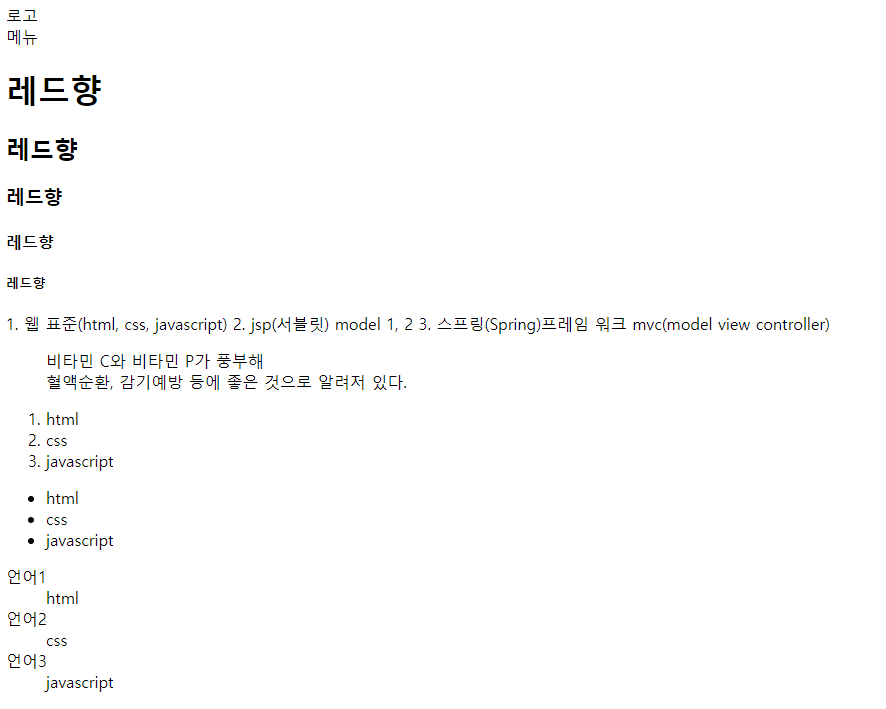 로고
메뉴
레드향
레드향
레드향
레드향
레드향
1. 웹 표준(html, css, javascript) 2. jsp(서블릿) model 1, 2 3. 스프링(Spring)프레임 워크 mvc(model view controller)
비타민 C와 비타민 P가 풍부해
혈액순환, 감기예방 등에 좋은 것으로 알려저 있다.
1. html
2. css
3. javascript
• html
• css
• javascript
언어1
html
언어2
css
언어3
javascript